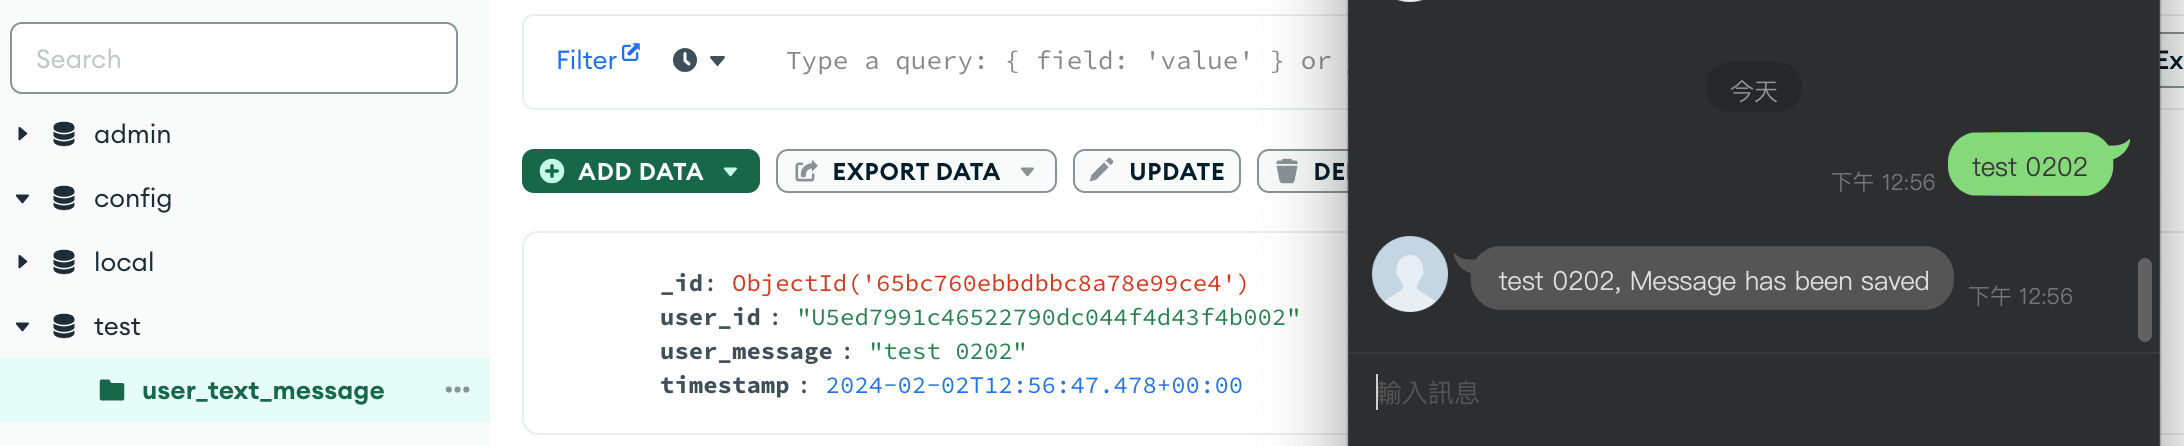 Search
admin
config
local
test
user_text_message
Filter
Type a query: { field: 'value' } or
ADD DATA
EXPORT DATA
UPDATE
_id: ObjectId('65bc760ebbdbbc8a78e99ce4')
user_id : "U5ed7991c46522790dc044f4d43f4b002"
user_message : "test 0202"
timestamp : 2024-02-02T12:56:47.478+00:00
今天
下午 12:56
test 0202
test 0202, Message has been saved
下午 12:56
輸入訊息
Ex